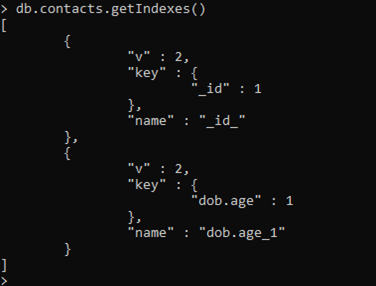 > db.contacts.getIndexes()
[
        {
                "v" : 2,
                "key" : {
                        "_id" : 1
                },
                "name" : "_id_"
        },
        {
                "v" : 2,
                "key" : {
                        "dob.age" : 1
                },
                "name" : "dob.age_1"
        }
]
>